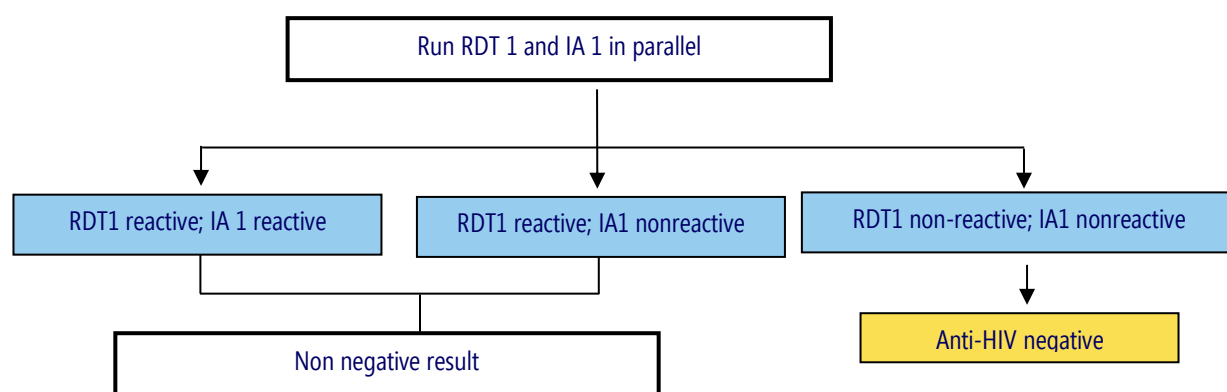 Run RDT 1 and IA 1 in parallel
RDT1 reactive; IA 1 reactive
RDT1 reactive; IA1 nonreactive
RDT1 non-reactive; IA1 nonreactive
Non negative result
Anti-HIV negative